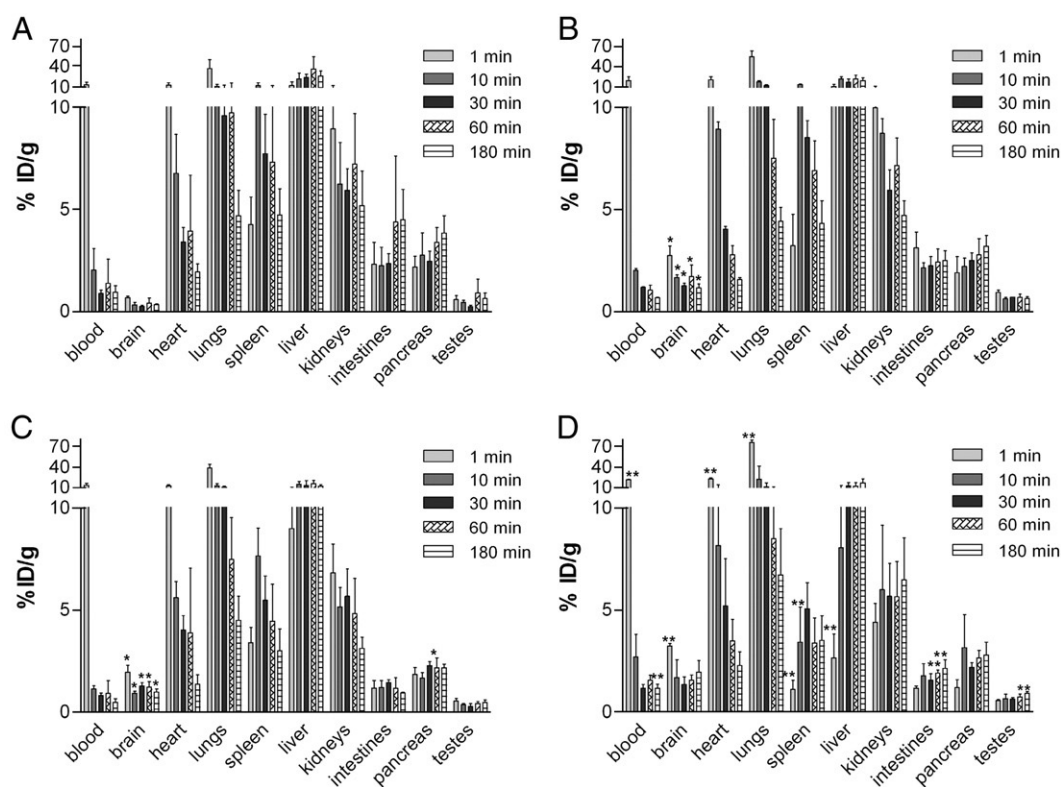 A
70
40
10
10
5
0
% ID/g
1 min
10 min
30 min
60 min
180 min
blood
brain
heart
lungs
spleen
liver
kidneys
intestines
pancreas
testes
B
70
40
10
10
5
0
% ID/g
1 min
10 min
30 min
60 min
180 min
*
*
*
*
*
blood
brain
heart
lungs
spleen
liver
kidneys
intestines
pancreas
testes
C
70
40
10
10
5
0
% ID/g
1 min
10 min
30 min
60 min
180 min
*
*
**
*
*
blood
brain
heart
lungs
spleen
liver
kidneys
intestines
pancreas
testes
D
70
40
10
10
5
0
% ID/g
1 min
10 min
30 min
60 min
180 min
**
**
**
**
**
**
**
**
**
**
**
blood
brain
heart
lungs
spleen
liver
kidneys
intestines
pancreas
testes